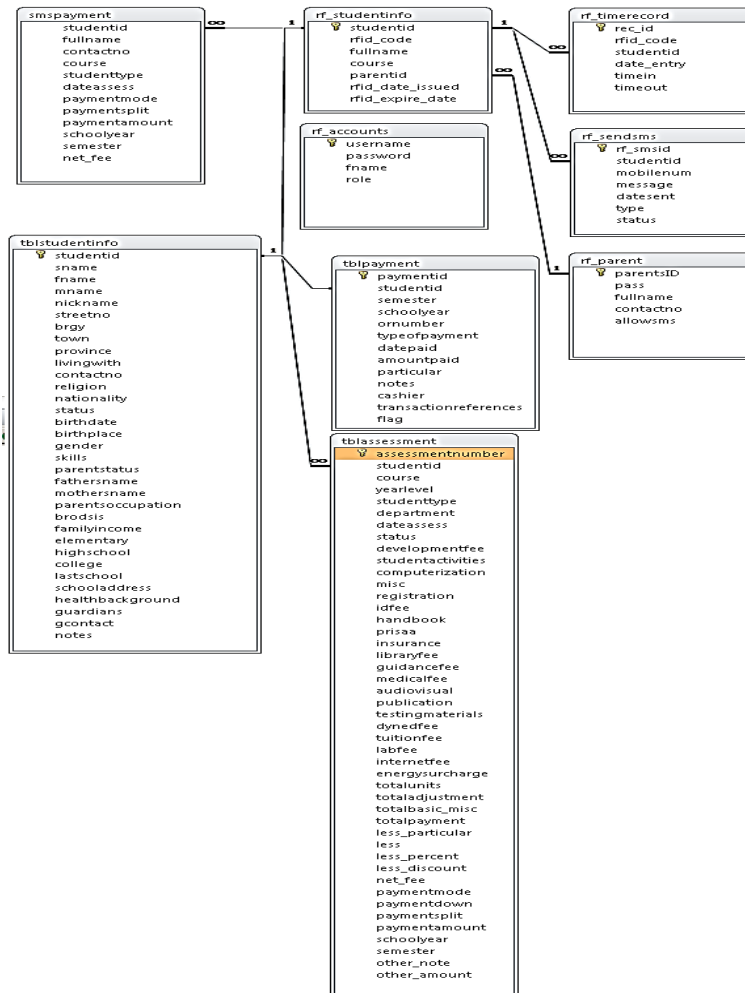 smspayment
studentid
fullname
contactno
course
studenttype
dateassess
paymentmode
paymentsplit
paymentamount
schoolyear
semester
net_fee
∞
1
rf_studentinfo
studentid
rfid_code
fullname
course
parentid
rfid_date_issued
rfid_expire_date
1
∞
∞
rf_timerecord
rec_id
rfid_code
studentid
date_entry
timein
timeout
rf_accounts
username
password
fname
role
∞
rf_sendsms
rf_smsid
studentid
mobilenum
message
datesent
type
status
1
rf_parent
parentsID
pass
fullname
contactno
allowsms
tblstudentinfo
studentid
sname
fname
mname
nickname
streetno
brgy
town
province
livingwith
contactno
religion
nationality
status
birthdate
birthplace
gender
skills
parentstatus
fathersname
mothersname
parentsoccupation
brodsis
familyincome
elementary
highschool
college
lastschool
schooladdress
healthbackground
guardians
gcontact
notes
1
tblpayment
paymentid
studentid
semester
schoolyear
ornumber
typeofpayment
datepaid
amountpaid
particular
notes
cashier
transactionreferences
flag
∞
tblassessment
assessmentnumber
studentid
course
yearlevel
studenttype
department
dateassess
status
developmentfee
studentactivities
computerization
misc
registration
idfee
handbook
prisaa
insurance
libraryfee
guidancefee
medicalfee
audiovisual
publication
testingmaterials
dynedfee
tuitionfee
labfee
internetfee
energysurcharge
totalunits
totaladjustment
totalbasic_misc
totalpayment
less_particular
less
less_percent
less_discount
net_fee
paymentmode
paymentdown
paymentsplit
paymentamount
schoolyear
semester
other_note
other_amount